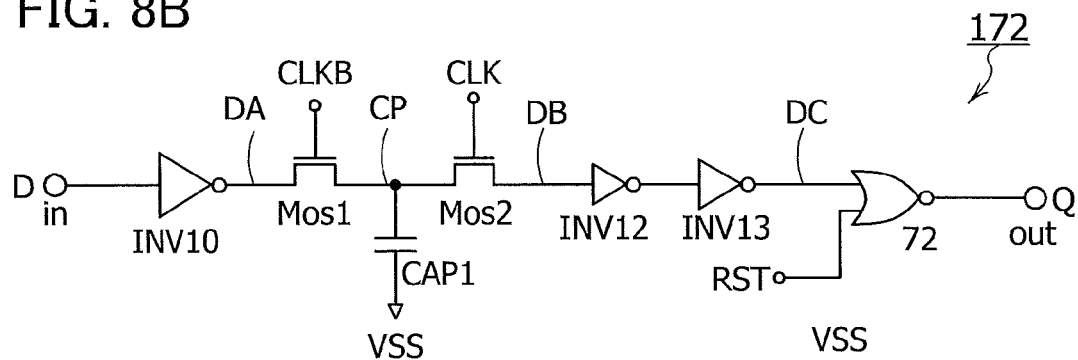 FIG. 8B
172
CLKB
CLK
DA
CP
DB
DC
D
in
Mos1
Mos2
INV10
INV12
INV13
72
Q
out
CAP1
RST
VSS
VSS